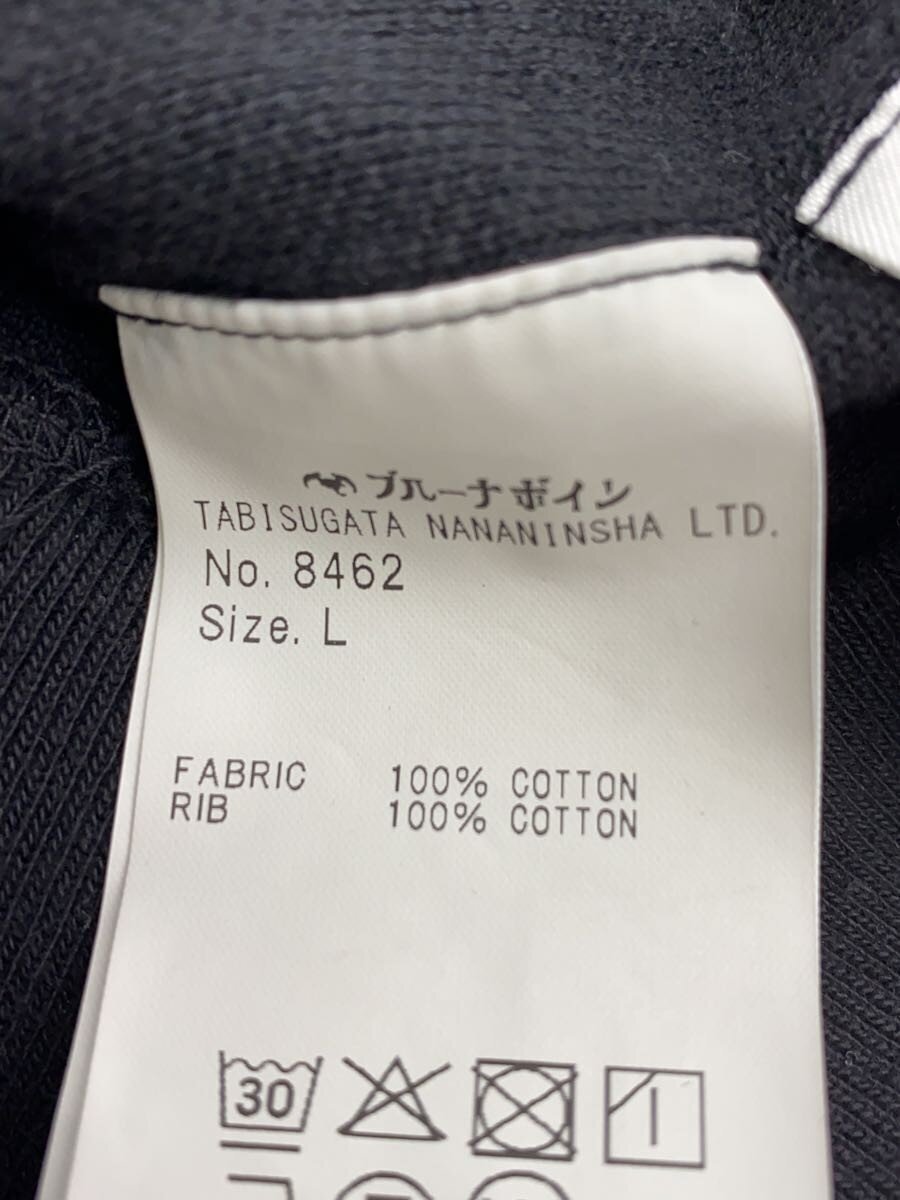 ブルーナボイン
TABISUGATA NANANINSHA LTD.
No. 8462
Size. L
FABRIC 100% COTTON
RIB 100% COTTON
30